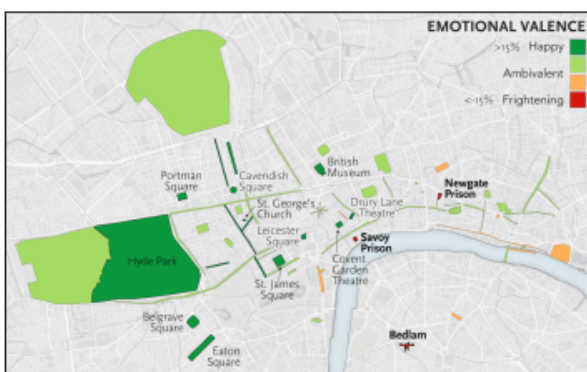 EMOTIONAL VALENCE
>15% Happy
Ambivalent
<-15% Frightening
British
Museum
Portman
Square
Cavendish
Square
Newgate
Prison
St. George's
Church
Drury Lane
Theatre
Leicester
Square
Savoy
Prison
Hyde Park
Covent
Garden
Theatre
St. James
Square
Belgrave
Square
Eaton
Square
Bedlam